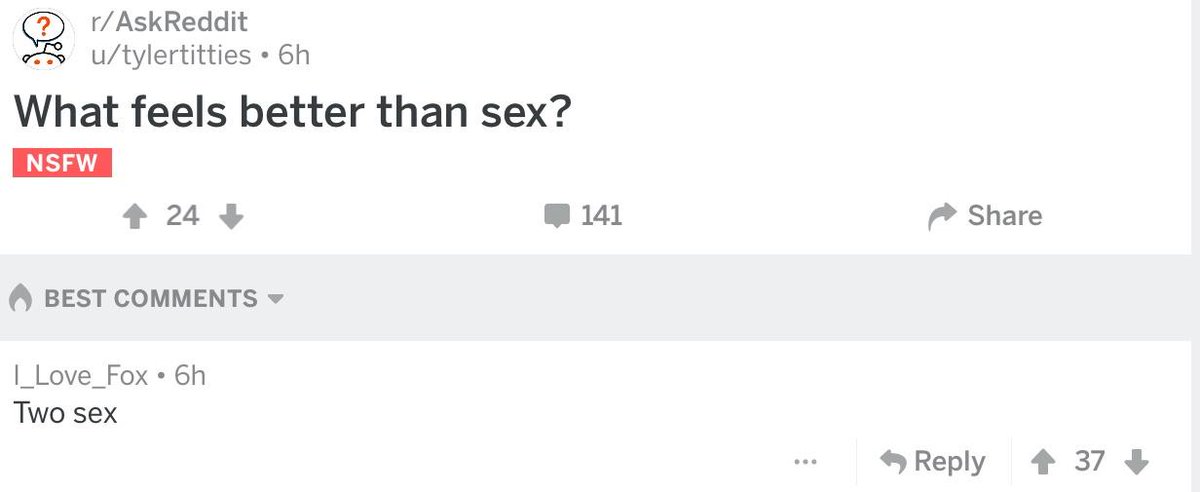 r/AskReddit
u/tylertitties • 6h
What feels better than sex?
NSFW
24
141
Share
BEST COMMENTS
I_Love_Fox • 6h
Two sex
... Reply 37